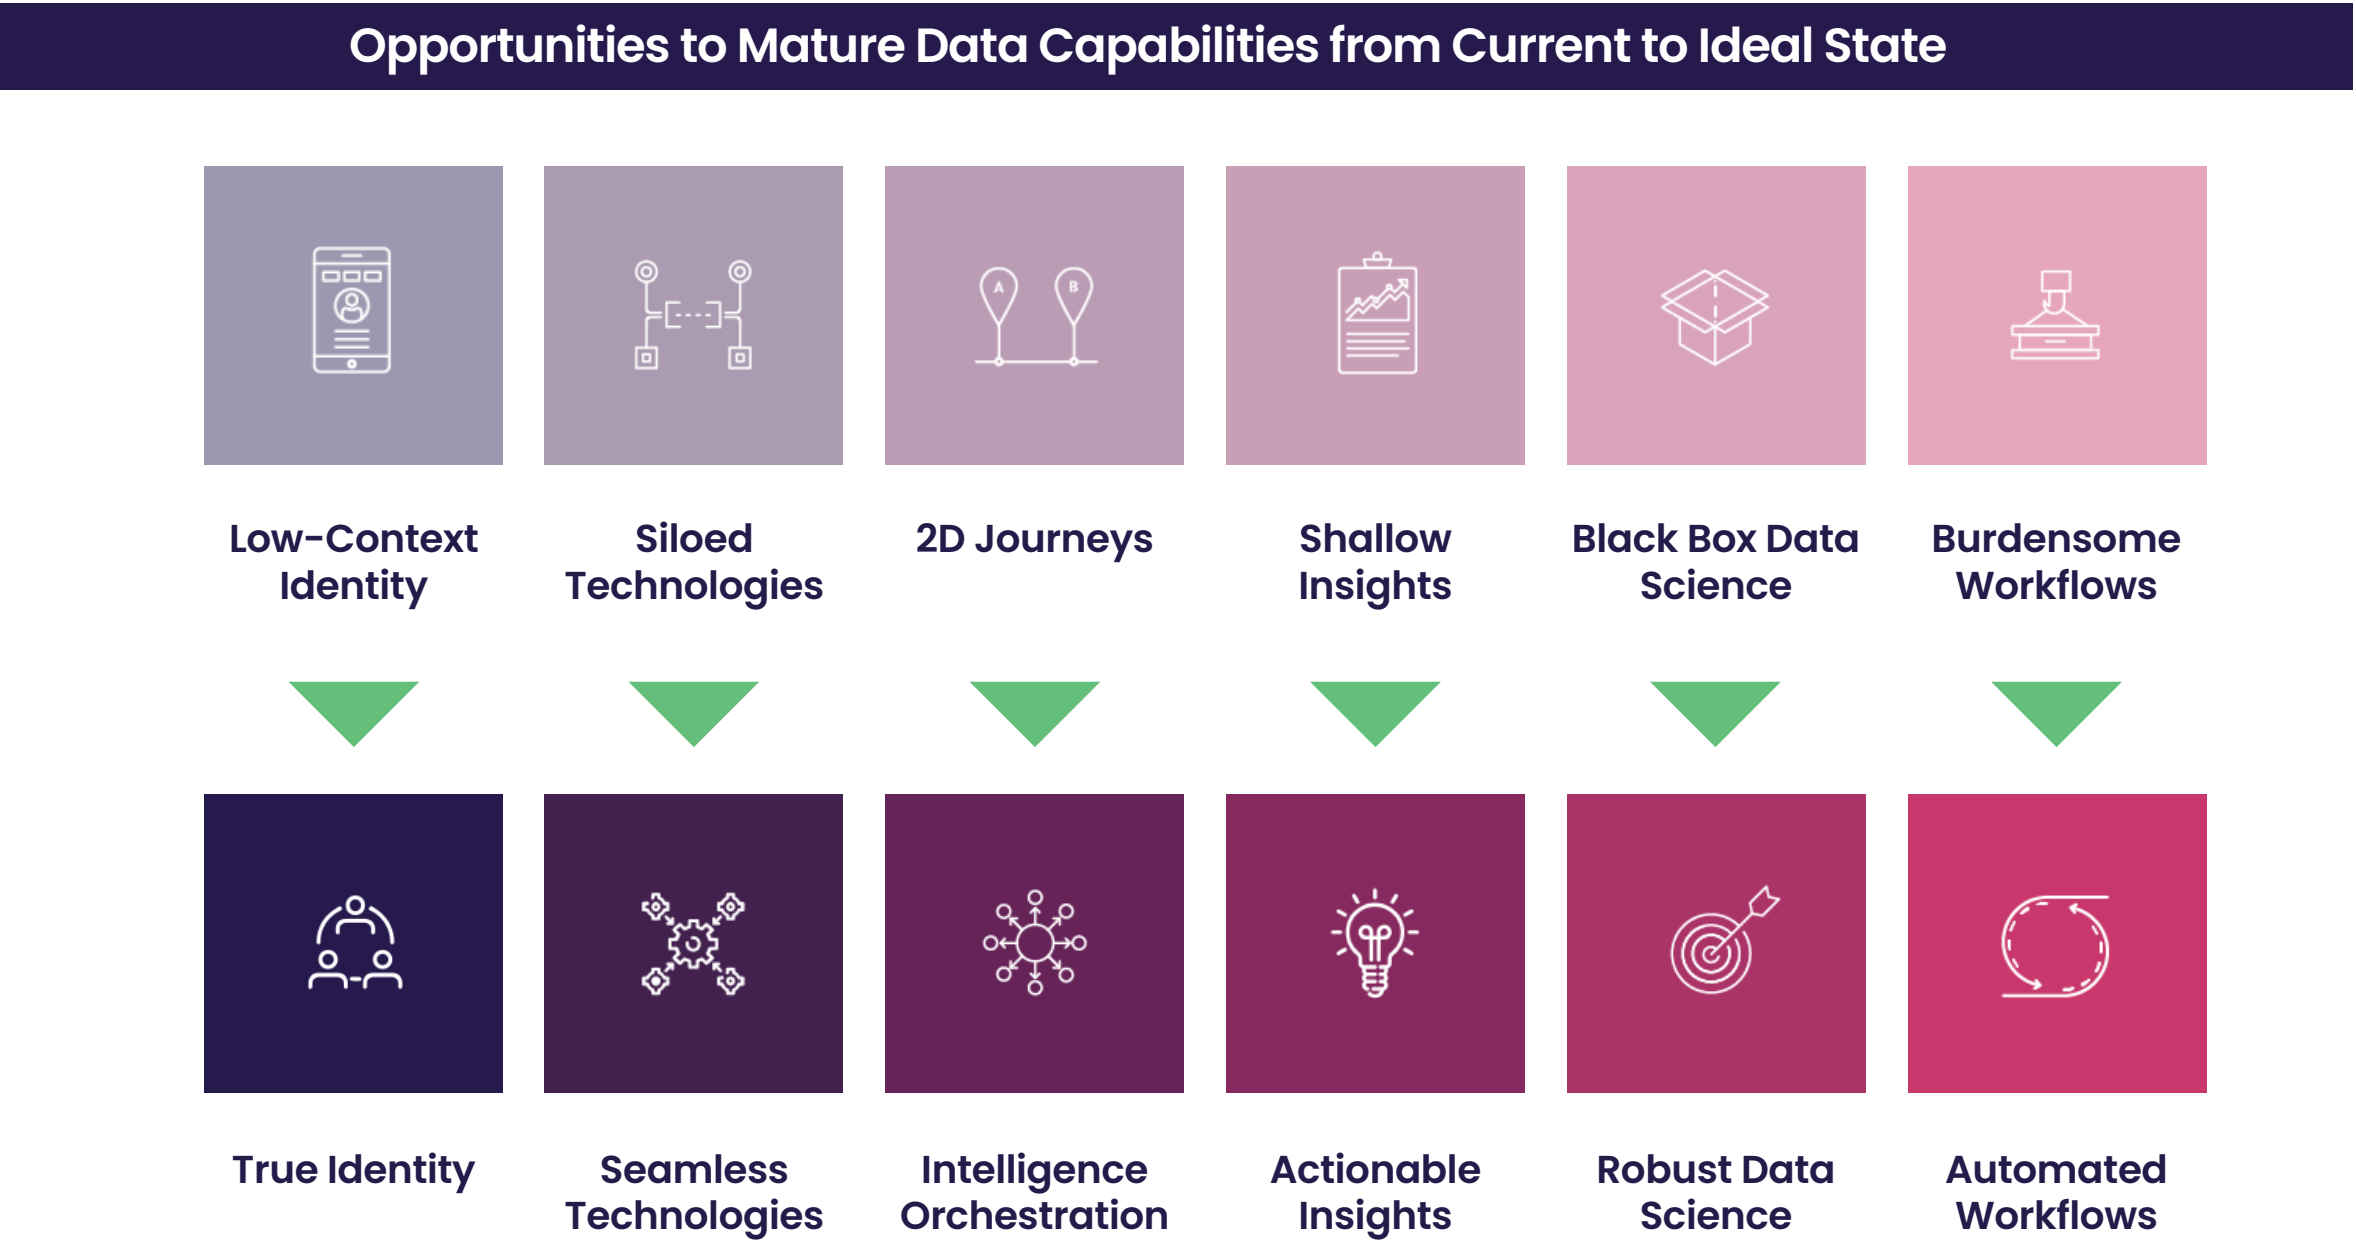 Opportunities to Mature Data Capabilities from Current to Ideal State
A
B
Low-Context
Identity
Siloed
Technologies
2D Journeys
Shallow
Insights
Black Box Data
Science
Burdensome
Workflows
True Identity
Seamless
Technologies
Intelligence
Orchestration
Actionable
Insights
Robust Data
Science
Automated
Workflows